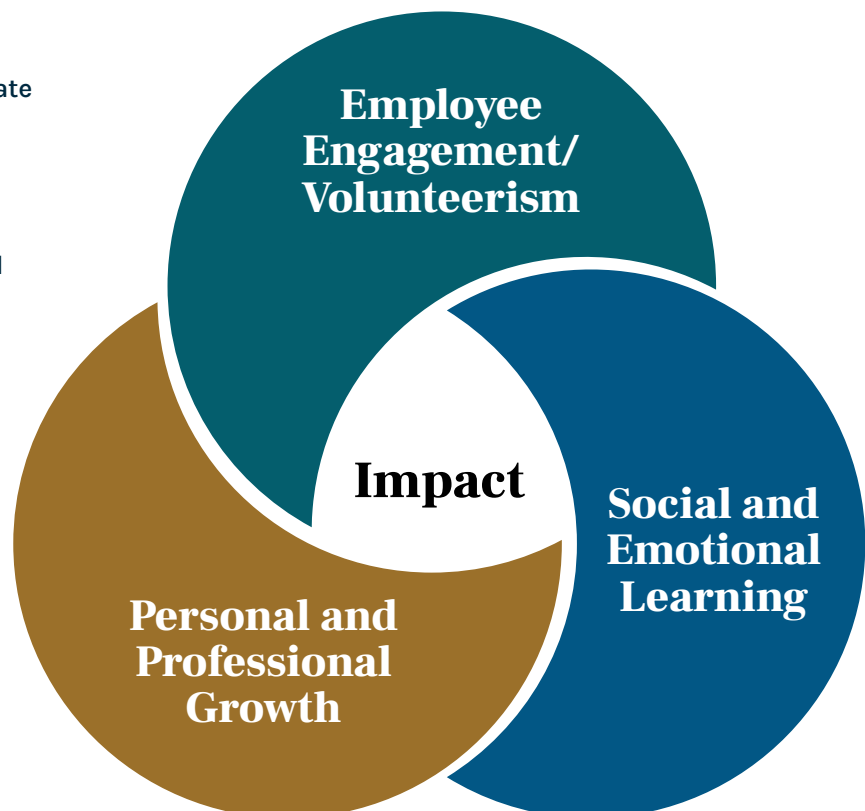 Employee
Engagement/
Volunteerism
Impact
Social and
Emotional
Learning
Personal and
Professional
Growth